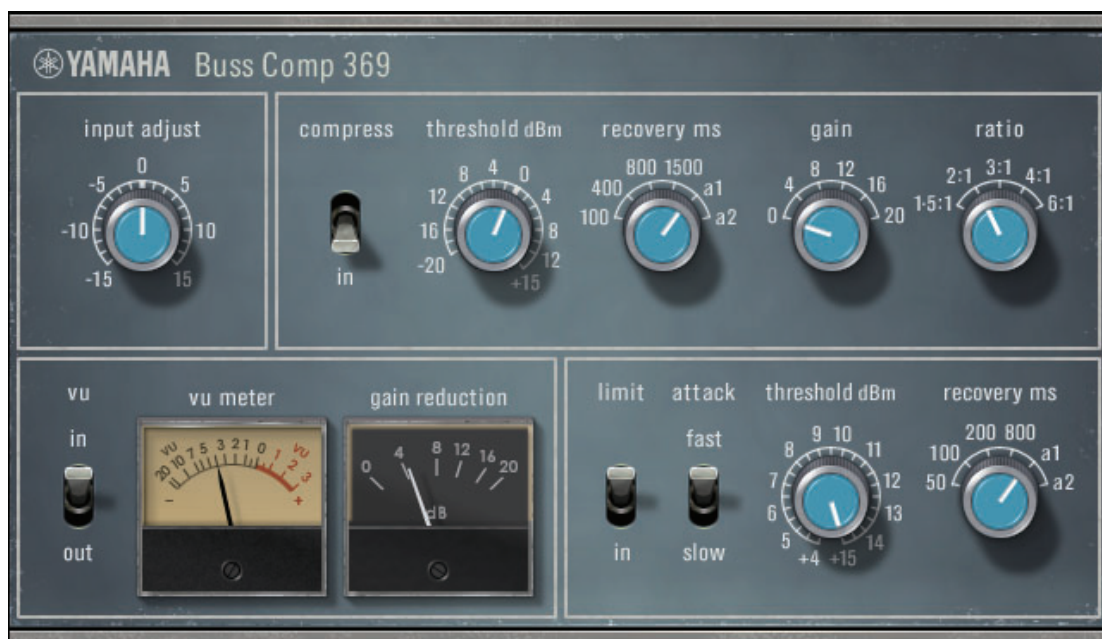 YAMAHA Buss Comp 369
input adjust
0
-5 5
-10 10
-15 15
compress
in
threshold dBm
4 0
8 4
12 8
16 12
-20 +15
recovery ms
800 1500
400 a1
100 a2
gain
8 12
4 16
0 20
ratio
3:1
2:1 4:1
1·5:1 6:1
vu
in
out
vu meter
VU VU
20 10 7 5 3 2 1 0 1 2 3
- +
gain reduction
0 4 8 12 16 20
dB
limit
in
attack
fast
slow
threshold dBm
9 10
8 11
7 12
6 13
5 14
+4 +15
recovery ms
200 800
100 a1
50 a2